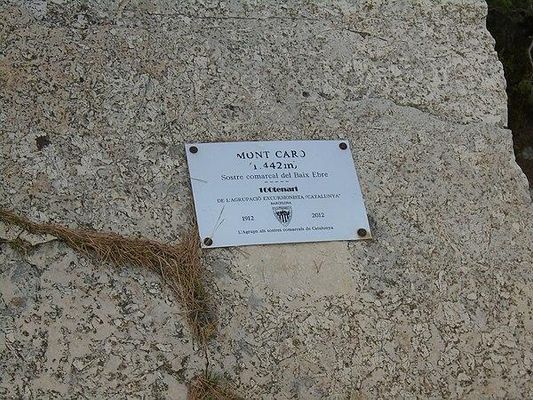 MONT CARO
1.442m
Sostre comarcal del Baix Ebre
100tenari
DE L'AGRUPACIÓ EXCURSIONISTA "CATALUNYA"
BARCELONA
1912 2012
L'Agrupa als sostres comarcals de Catalunya